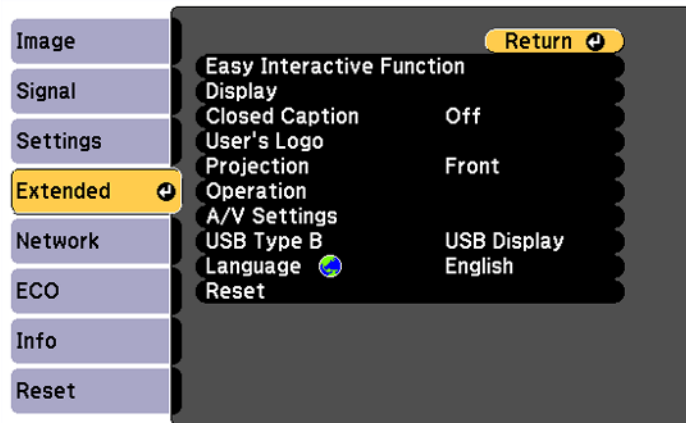 Image
Signal
Settings
Extended
Network
ECO
Info
Reset
Return
Easy Interactive Function
Display
Closed Caption Off
User's Logo
Projection Front
Operation
A/V Settings
USB Type B USB Display
Language English
Reset